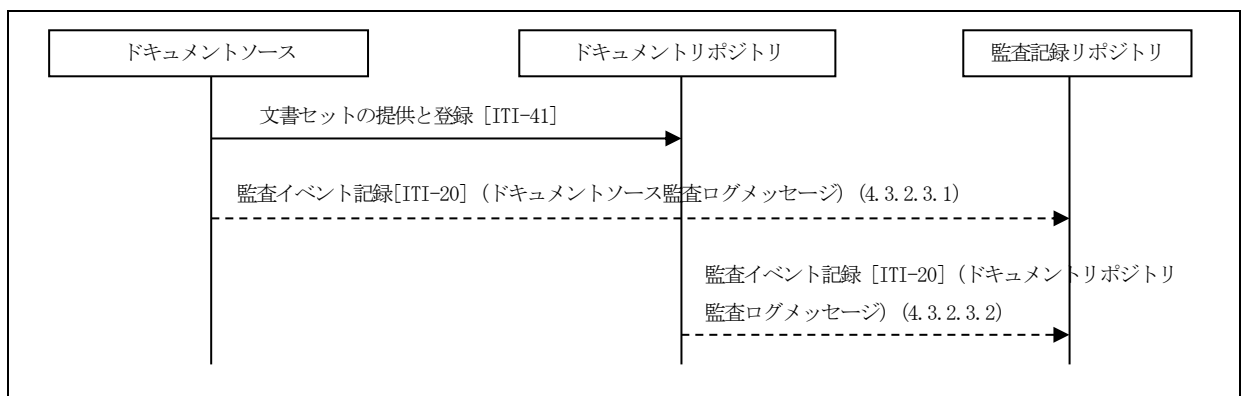 ドキュメントソース
ドキュメントリポジトリ
監査記録リポジトリ
文書セットの提供と登録 [ITI-41]
監査イベント記録[ITI-20] (ドキュメントソース監査ログメッセージ) (4.3.2.3.1)
監査イベント記録 [ITI-20] (ドキュメントリポジトリ
監査ログメッセージ) (4.3.2.3.2)